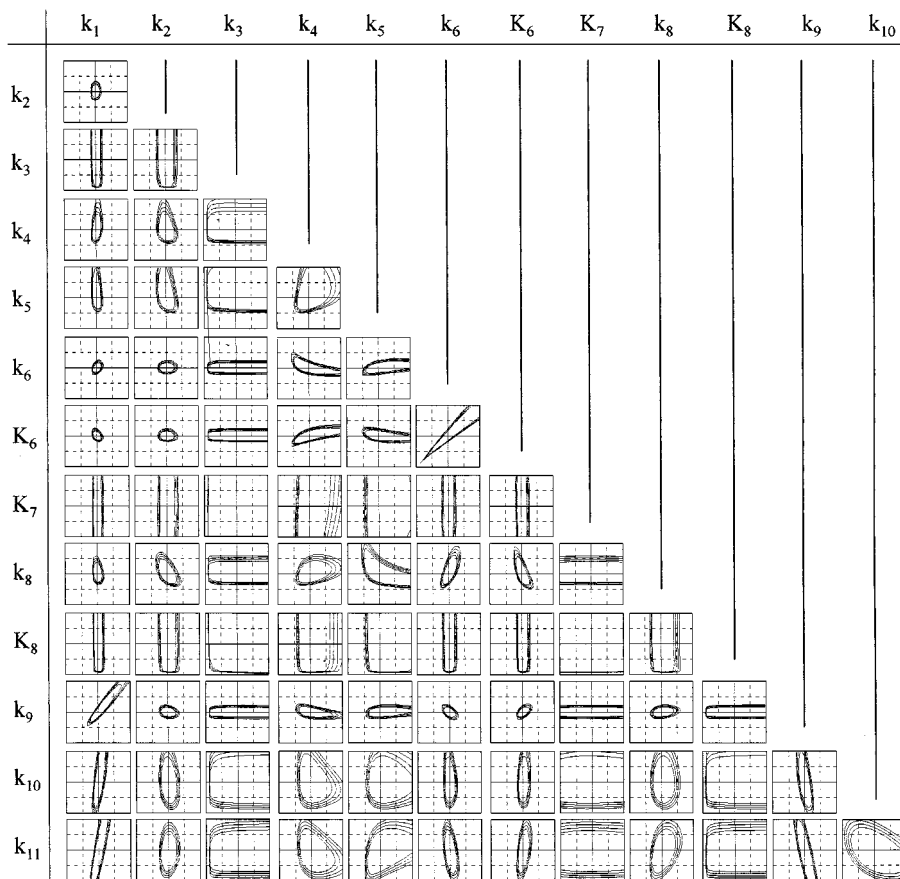 k₁ k₂ k₃ k₄ k₅ k₆ K₆ K₇ k₈ K₈ k₉ k₁₀
k₂
k₃
k₄
k₅
k₆
K₆
K₇
k₈
K₈
k₉
k₁₀
k₁₁